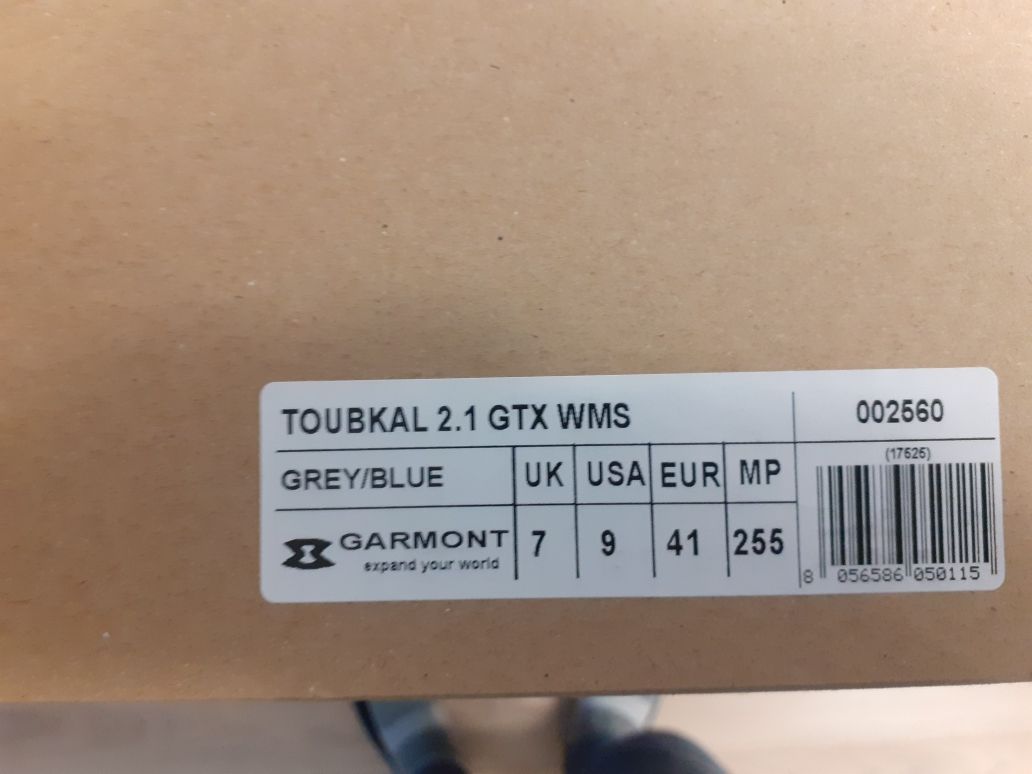 TOUBKAL 2.1 GTX WMS
002560
GREY/BLUE
UK USA EUR MP
(17626)
GARMONT
expand your world
7 9 41 255
8 056586 050115